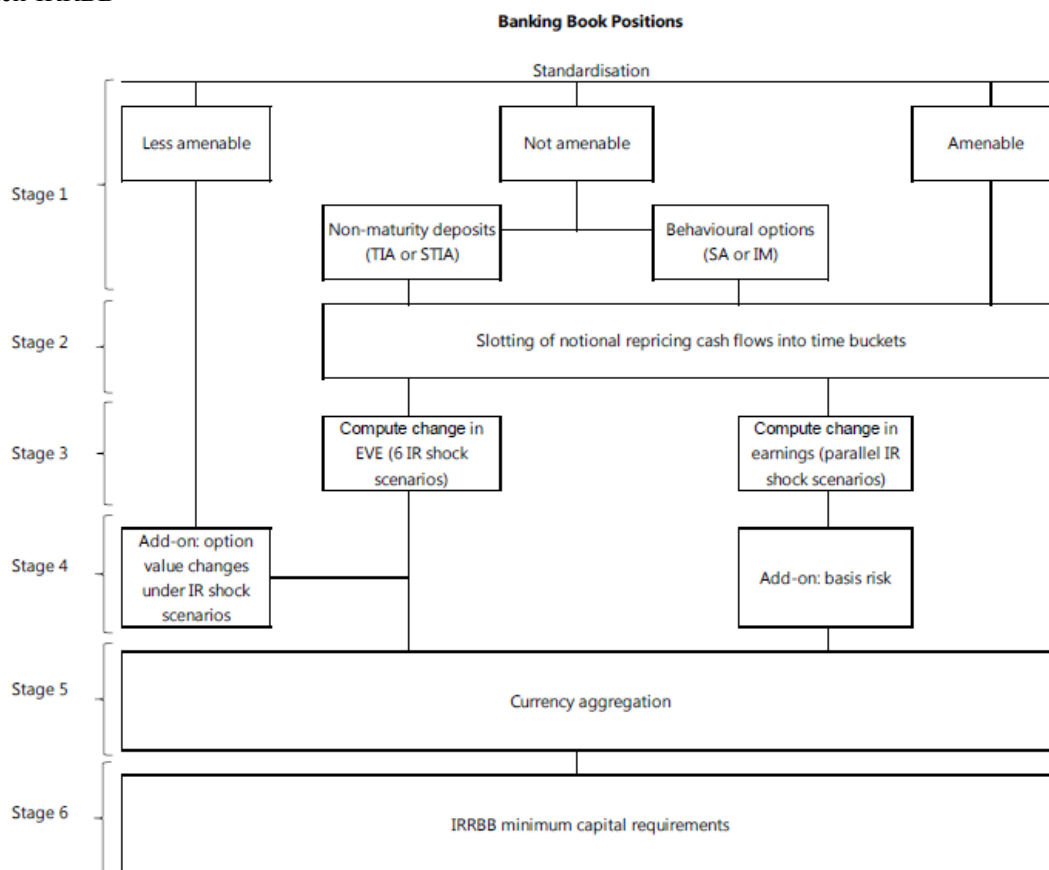 Banking Book Positions
Standardisation
Stage 1
Less amenable
Not amenable
Amenable
Non-maturity deposits
(TIA or STIA)
Behavioural options
(SA or IM)
Stage 2
Slotting of notional repricing cash flows into time buckets
Stage 3
Compute change in
EVE (6 IR shock
scenarios)
Compute change in
earnings (parallel IR
shock scenarios)
Stage 4
Add-on: option
value changes
under IR shock
scenarios
Add-on: basis risk
Stage 5
Currency aggregation
Stage 6
IRRBB minimum capital requirements